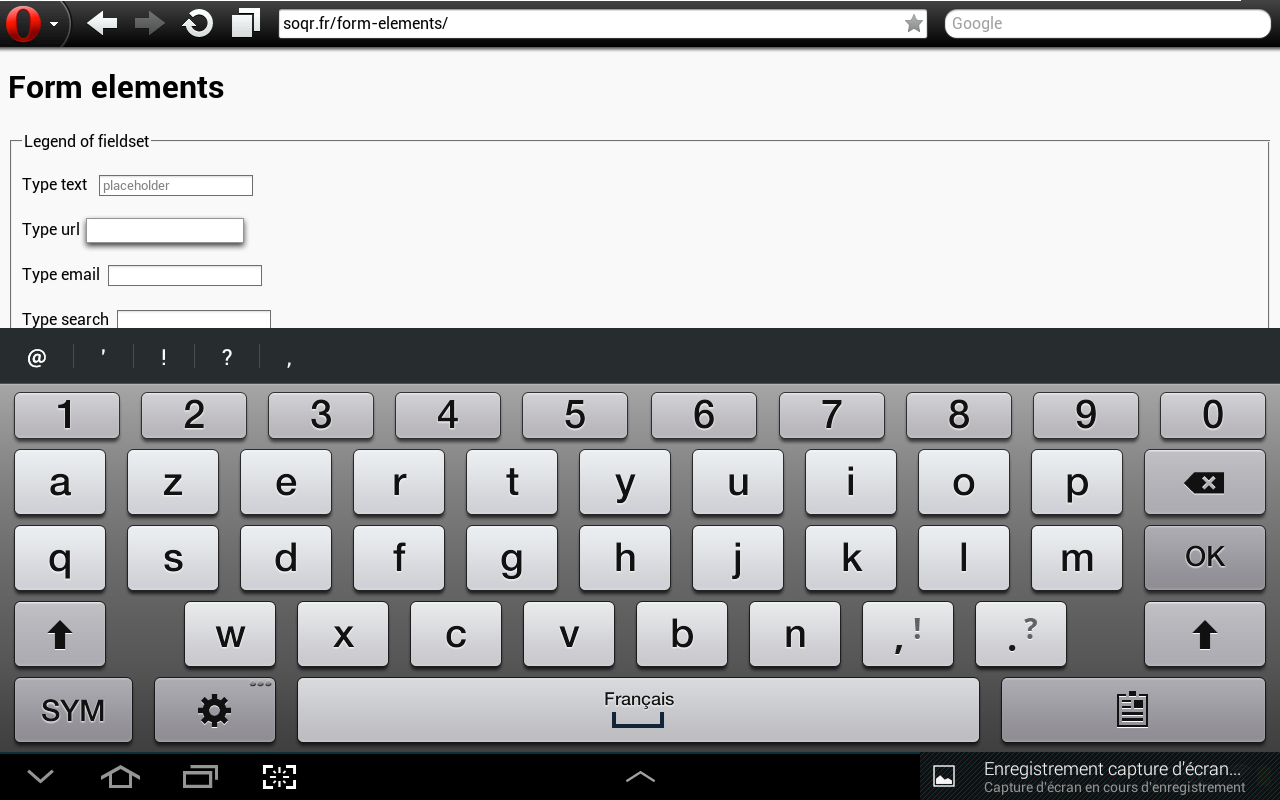 soqr.fr/form-elements/ Google
Form elements
Legend of fieldset
Type text placeholder
Type url
Type email
Type search
@ ' ! ? ,
1 2 3 4 5 6 7 8 9 0
a z e r t y u i o p
q s d f g h j k l m OK
w x c v b n , ! . ?
SYM Français
Enregistrement capture d'écran...
Capture d'écran en cours d'enregistrement